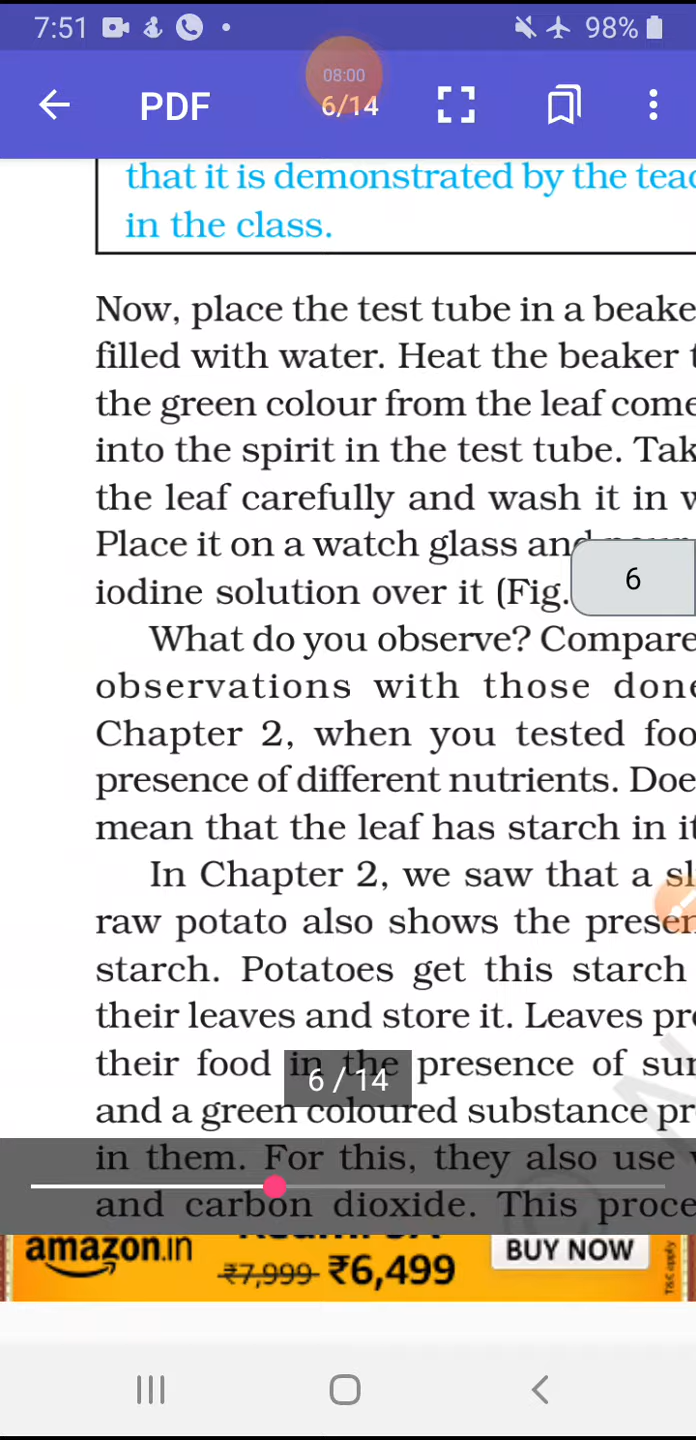 7:51 98%
08:00
PDF 6/14
that it is demonstrated by the teac
in the class.
Now, place the test tube in a beake
filled with water. Heat the beaker t
the green colour from the leaf come
into the spirit in the test tube. Tak
the leaf carefully and wash it in w
Place it on a watch glass and
iodine solution over it (Fig.
6
What do you observe? Compare
observations with those done
Chapter 2, when you tested foo
presence of different nutrients. Doe
mean that the leaf has starch in it
In Chapter 2, we saw that a sl
raw potato also shows the presen
starch. Potatoes get this starch
their leaves and store it. Leaves pro
their food in the presence of sun
6 / 14
and a green coloured substance pr
in them. For this, they also use w
and carbon dioxide. This proce
amazon.in
₹7,999 ₹6,499
BUY NOW
T&C apply